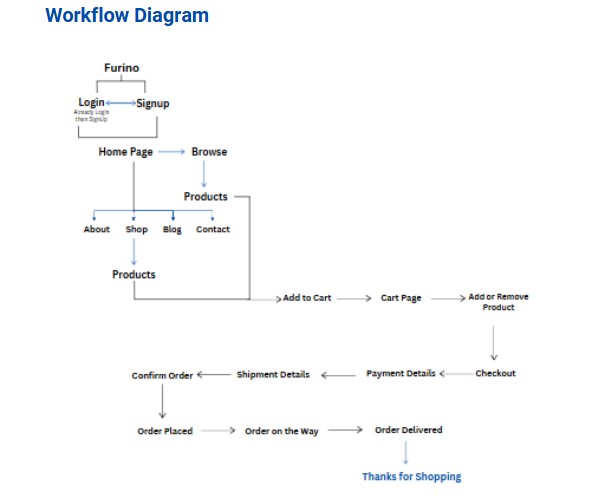 Workflow Diagram
Furino
Login
Signup
Already Login
then SignUp
Home Page
Browse
Products
About
Shop
Blog
Contact
Products
Add to Cart
Cart Page
Add or Remove
Product
Confirm Order
Shipment Details
Payment Details
Checkout
Order Placed
Order on the Way
Order Delivered
Thanks for Shopping